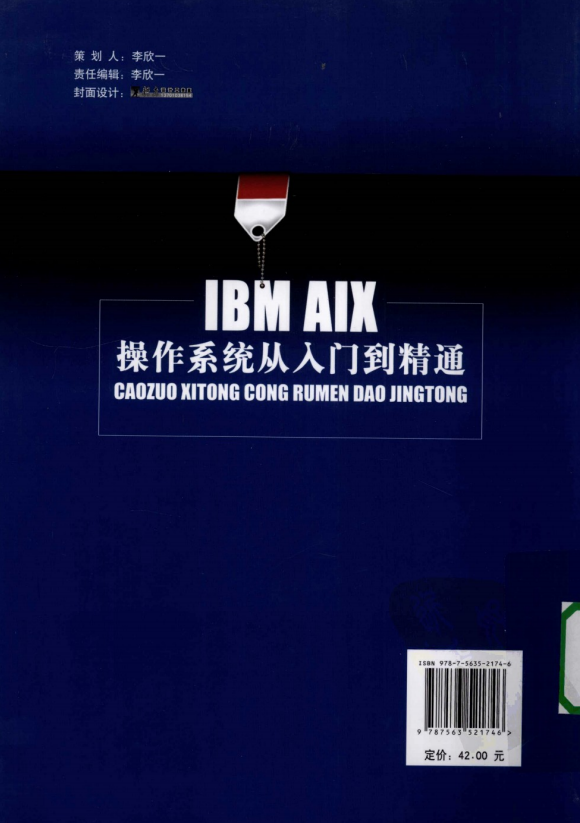 策 划 人：李欣一
责任编辑：李欣一
封面设计：
IBM AIX
操作系统从入门到精通
CAOZUO XITONG CONG RUMEN DAO JINGTONG
ISBN 978-7-5635-2174-6
9 787563 521746 >
定价：42.00 元